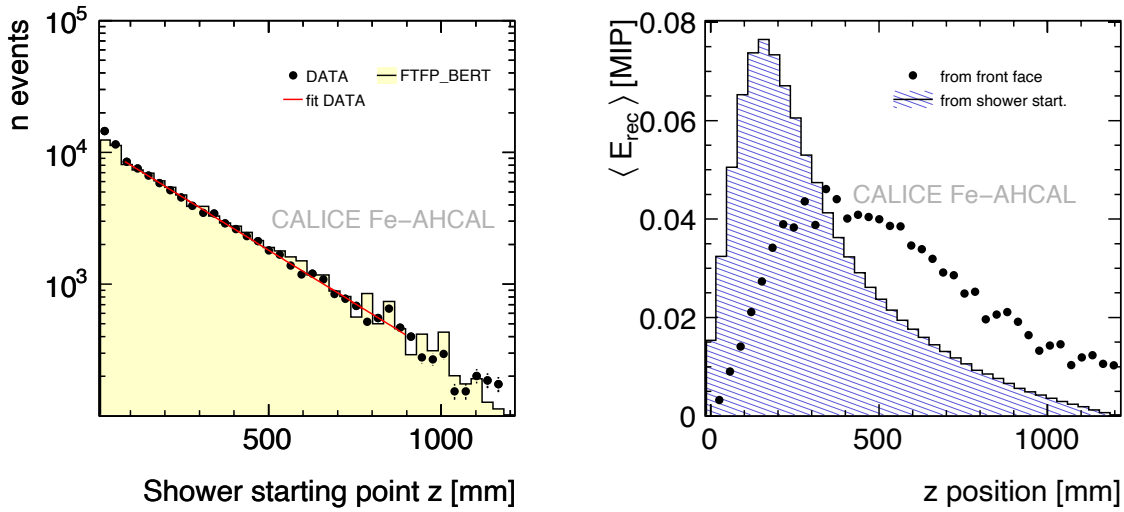 n events
10^5
10^4
10^3
DATA
FTFP_BERT
fit DATA
CALICE Fe–AHCAL
500
1000
Shower starting point z [mm]
⟨ E_rec ⟩ [MIP]
0.08
0.06
0.04
0.02
0
from front face
from shower start.
CALICE Fe–AHCAL
0
500
1000
z position [mm]